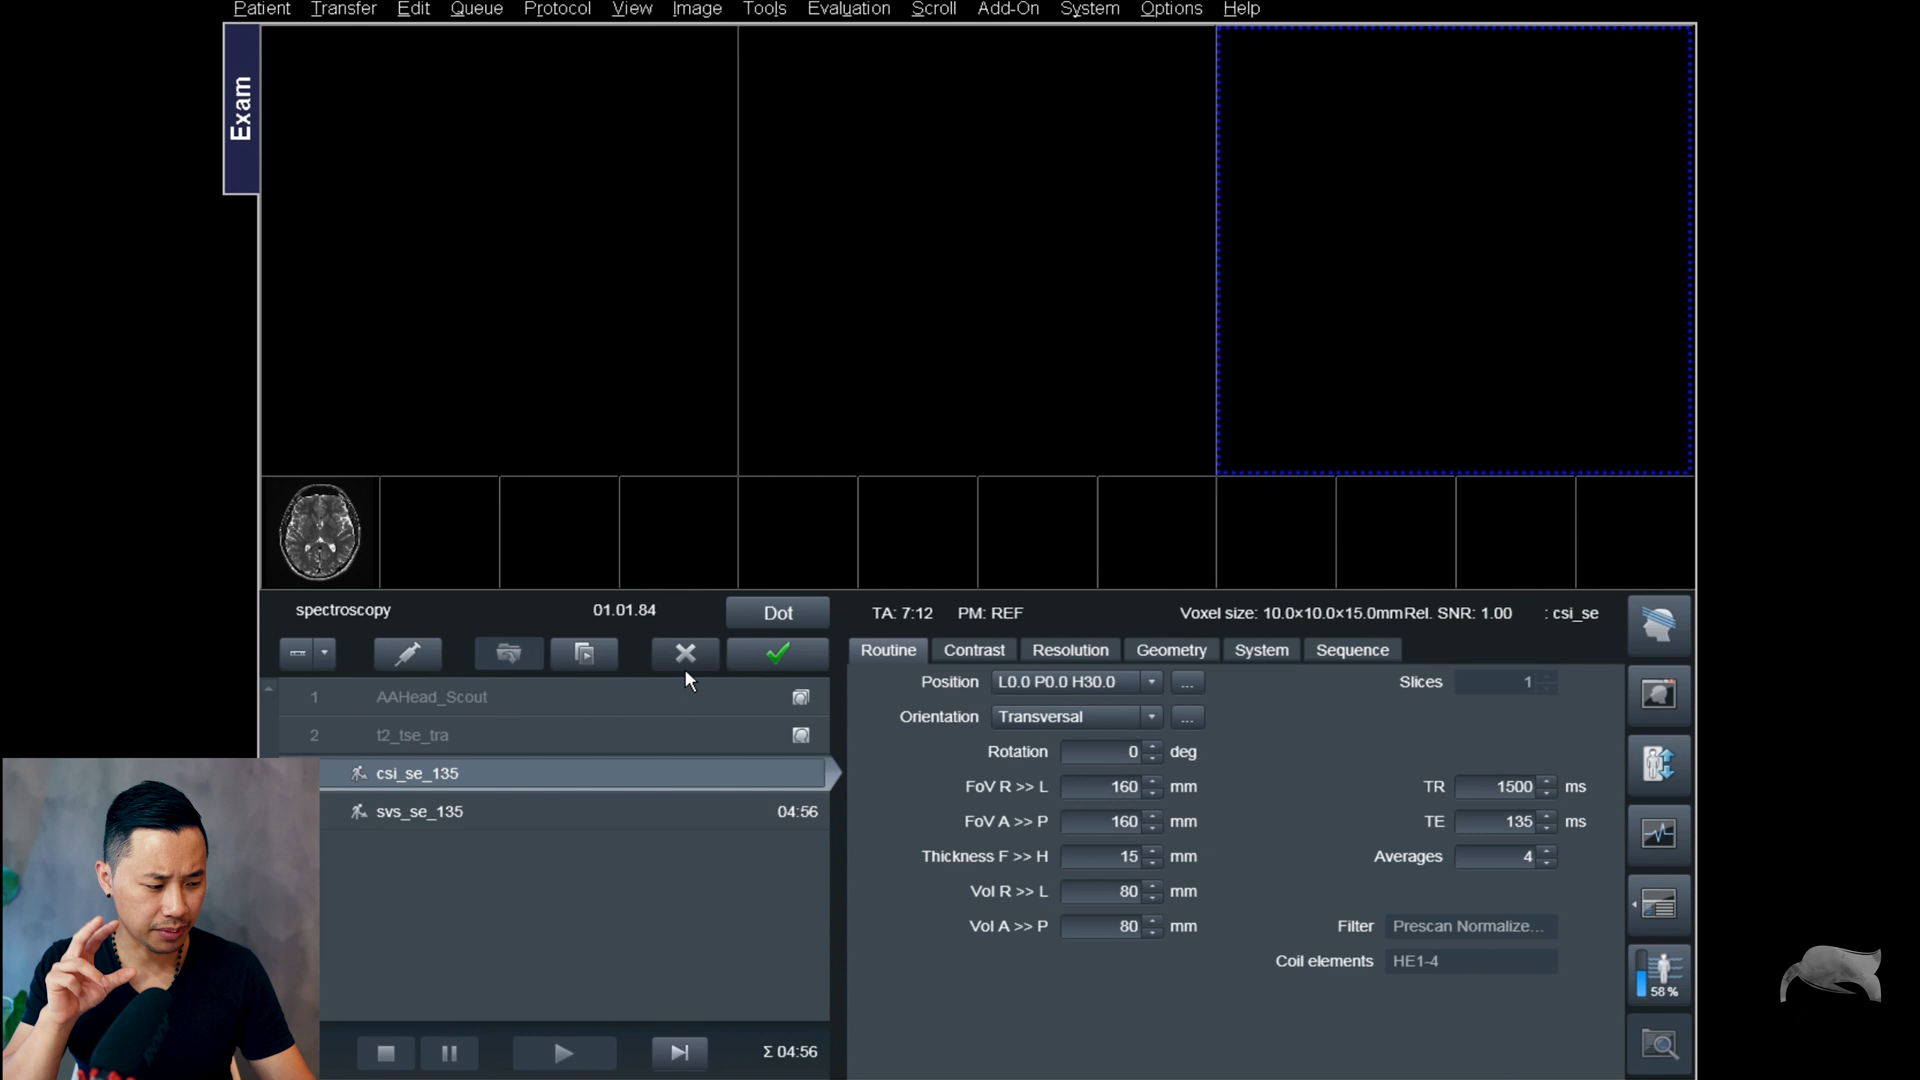 Patient Transfer Edit Queue Protocol View Image Tools Evaluation Scroll Add-On System Options Help
Exam
spectroscopy 01.01.84 Dot
TA: 7:12 PM: REF Voxel size: 10.0×10.0×15.0mmRel. SNR: 1.00 : csi_se
Routine Contrast Resolution Geometry System Sequence
1 AAHead_Scout
2 t2_tse_tra
csi_se_135
svs_se_135 04:56
Σ 04:56
Position L0.0 P0.0 H30.0 ... Slices 1
Orientation Transversal ...
Rotation 0 deg
FoV R >> L 160 mm TR 1500 ms
FoV A >> P 160 mm TE 135 ms
Thickness F >> H 15 mm Averages 4
Vol R >> L 80 mm
Vol A >> P 80 mm Filter Prescan Normalize...
Coil elements HE1-4
58 %